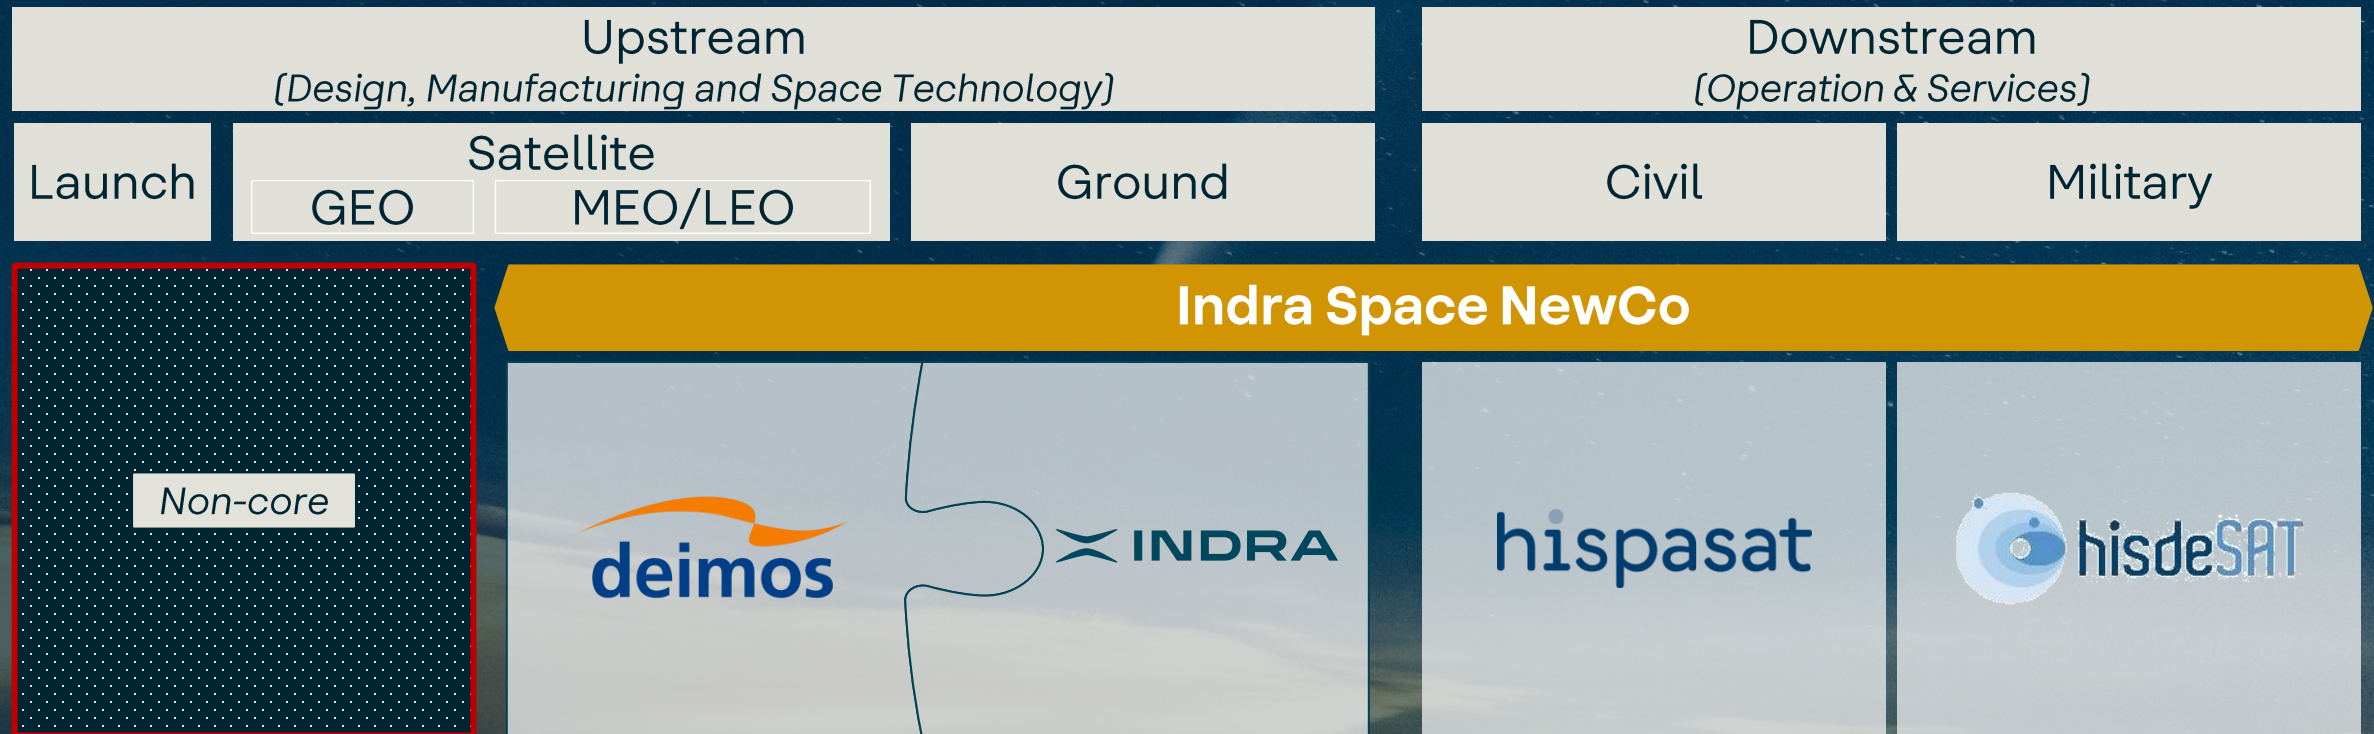 Upstream
(Design, Manufacturing and Space Technology)
Downstream
(Operation & Services)
Launch
Satellite
GEO
MEO/LEO
Ground
Civil
Military
Indra Space NewCo
Non-core
deimos
INDRA
hispasat
hisdeSAT